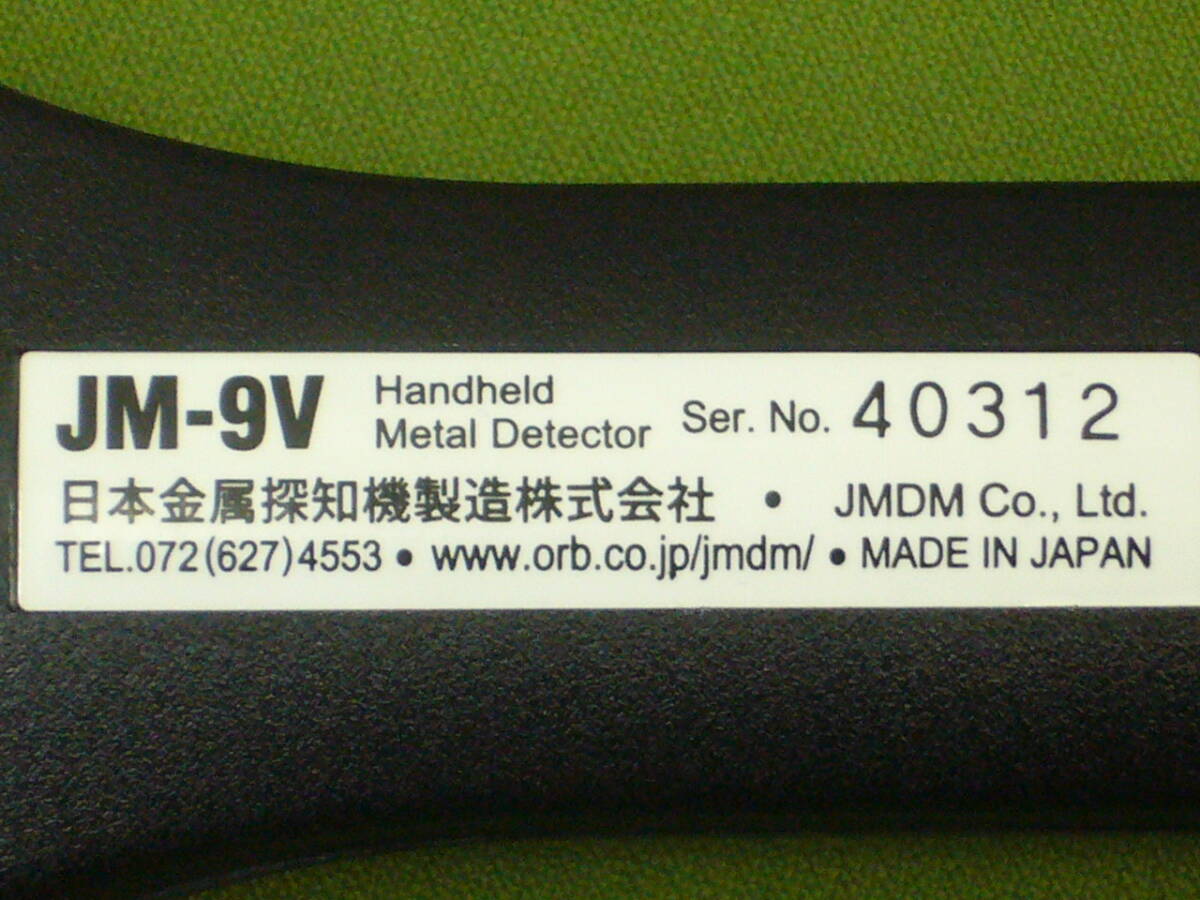 JM-9V Handheld Metal Detector Ser. No. 40312
日本金属探知機製造株式会社 • JMDM Co., Ltd.
TEL.072(627)4553 • www.orb.co.jp/jmdm/ • MADE IN JAPAN